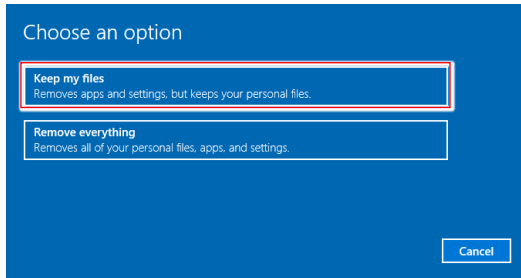 Choose an option
Keep my files
Removes apps and settings, but keeps your personal files.
Remove everything
Removes all of your personal files, apps, and settings.
Cancel